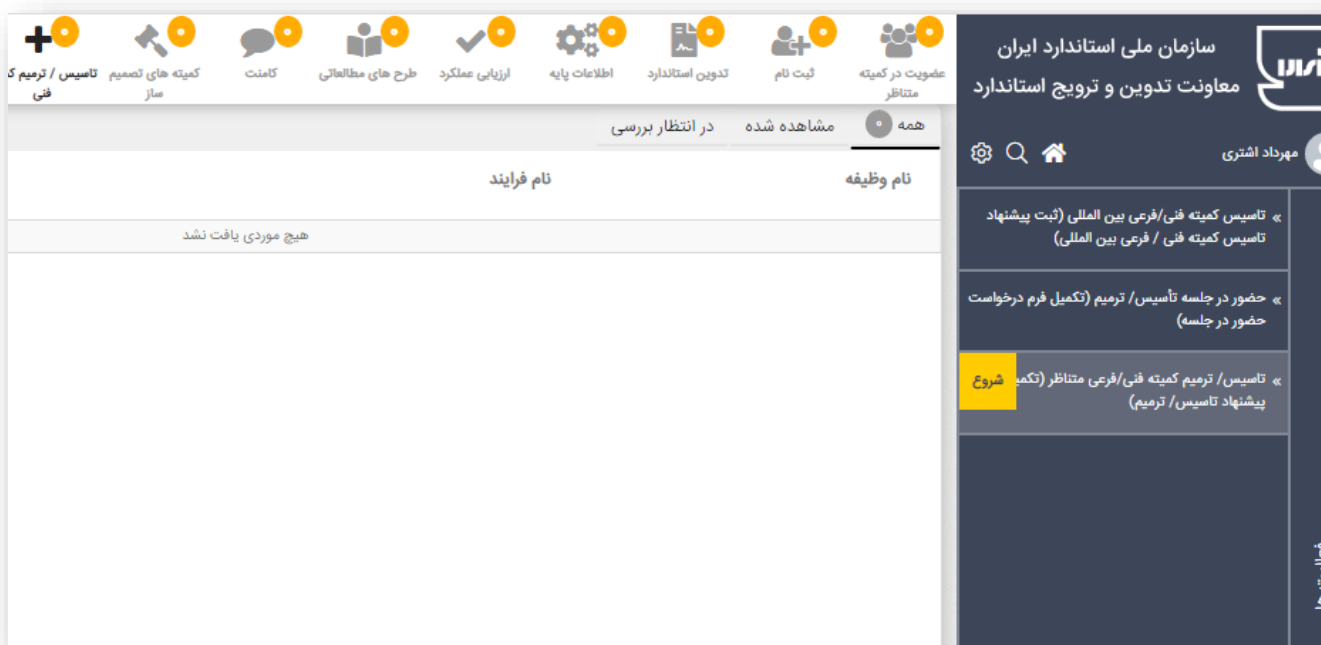 سازمان ملی استاندارد ایران
معاونت تدوین و ترویج استاندارد
مهرداد اشتری
» تاسیس کمیته فنی/فرعی بین المللی (ثبت پیشنهاد
تاسیس کمیته فنی / فرعی بین المللی)
» حضور در جلسه تأسیس/ ترمیم (تکمیل فرم درخواست
حضور در جلسه)
» تاسیس/ ترمیم کمیته فنی/فرعی متناظر
شروع
پیشنهاد تاسیس/ ترمیم)
عضویت در کمیته
متناظر
ثبت نام
تدوین استاندارد
اطلاعات پایه
ارزیابی عملکرد
طرح های مطالعاتی
کامنت
کمیته های تصمیم
ساز
تاسیس / ترمیم
فنی
همه ۰
مشاهده شده
در انتظار بررسی
نام وظیفه
نام فرایند
هیچ موردی یافت نشد